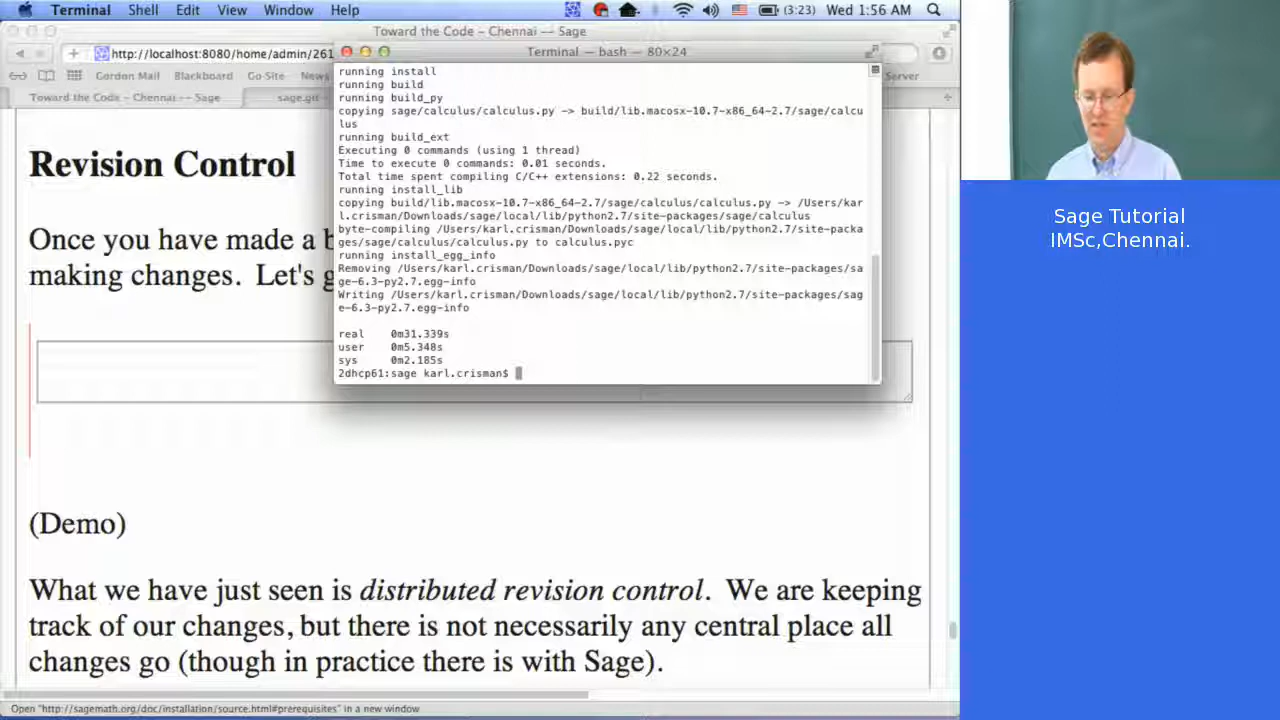 Terminal Shell Edit View Window Help (3:23) Wed 1:56 AM
Toward the Code – Chennai –– Sage
http://localhost:8080/home/admin/261
Gordon Mail Blackboard Go-Site News Server
Toward the Code – Chennai –– Sage sage.git
Terminal — bash — 80×24
running install
running build
running build_py
copying sage/calculus/calculus.py -> build/lib.macosx-10.7-x86_64-2.7/sage/calcu
lus
running build_ext
Executing 0 commands (using 1 thread)
Time to execute 0 commands: 0.01 seconds.
Total time spent compiling C/C++ extensions: 0.22 seconds.
running install_lib
copying build/lib.macosx-10.7-x86_64-2.7/sage/calculus/calculus.py -> /Users/kar
l.crisman/Downloads/sage/local/lib/python2.7/site-packages/sage/calculus
byte-compiling /Users/karl.crisman/Downloads/sage/local/lib/python2.7/site-packa
ges/sage/calculus/calculus.py to calculus.pyc
running install_egg_info
Removing /Users/karl.crisman/Downloads/sage/local/lib/python2.7/site-packages/sa
ge-6.3-py2.7.egg-info
Writing /Users/karl.crisman/Downloads/sage/local/lib/python2.7/site-packages/sag
e-6.3-py2.7.egg-info
real 0m31.339s
user 0m5.348s
sys 0m2.185s
2dhcp61:sage karl.crisman$
Revision Control
Once you have made a b
making changes. Let's g
(Demo)
What we have just seen is distributed revision control. We are keeping
track of our changes, but there is not necessarily any central place all
changes go (though in practice there is with Sage).
Open "http://sagemath.org/doc/installation/source.html#prerequisites" in a new window
Sage Tutorial
IMSc,Chennai.